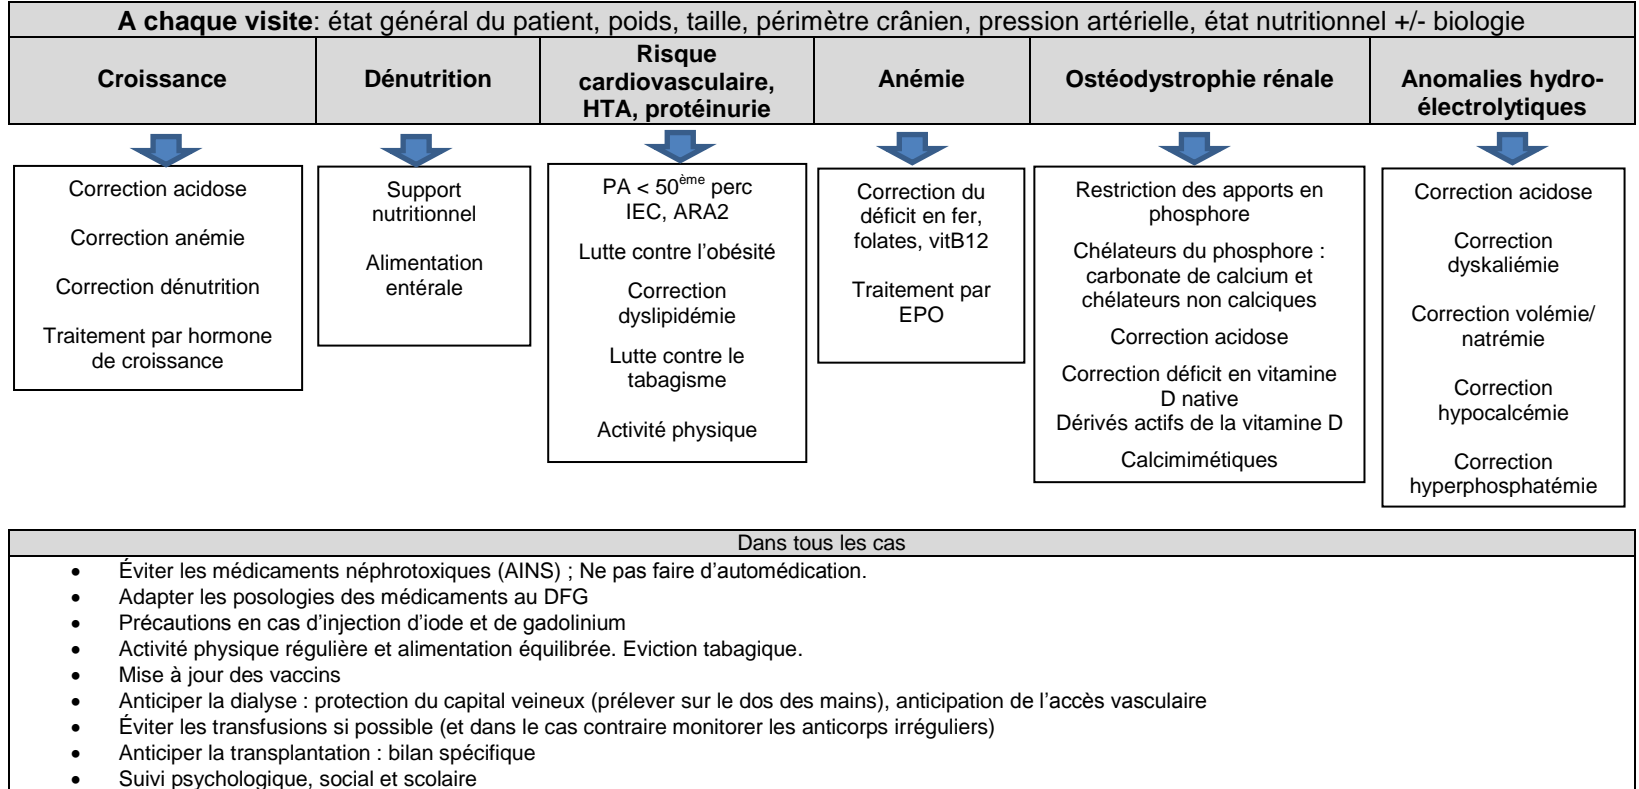 A chaque visite: état général du patient, poids, taille, périmètre crânien, pression artérielle, état nutritionnel +/- biologie
Croissance
Dénutrition
Risque
cardiovasculaire,
HTA, protéinurie
Anémie
Ostéodystrophie rénale
Anomalies hydro-
électrolytiques
Correction acidose
Correction anémie
Correction dénutrition
Traitement par hormone
de croissance
Support
nutritionnel
Alimentation
entérale
PA < 50ème perc
IEC, ARA2
Lutte contre l'obésité
Correction
dyslipidémie
Lutte contre le
tabagisme
Activité physique
Correction du
déficit en fer,
folates, vitB12
Traitement par
EPO
Restriction des apports en
phosphore
Chélateurs du phosphore :
carbonate de calcium et
chélateurs non calciques
Correction acidose
Correction déficit en vitamine
D native
Dérivés actifs de la vitamine D
Calcimimétiques
Correction acidose
Correction
dyskaliémie
Correction volémie/
natrémie
Correction
hypocalcémie
Correction
hyperphosphatémie
Dans tous les cas
• Éviter les médicaments néphrotoxiques (AINS) ; Ne pas faire d'automédication.
• Adapter les posologies des médicaments au DFG
• Précautions en cas d'injection d'iode et de gadolinium
• Activité physique régulière et alimentation équilibrée. Eviction tabagique.
• Mise à jour des vaccins
• Anticiper la dialyse : protection du capital veineux (prélever sur le dos des mains), anticipation de l'accès vasculaire
• Éviter les transfusions si possible (et dans le cas contraire monitorer les anticorps irréguliers)
• Anticiper la transplantation : bilan spécifique
• Suivi psychologique, social et scolaire